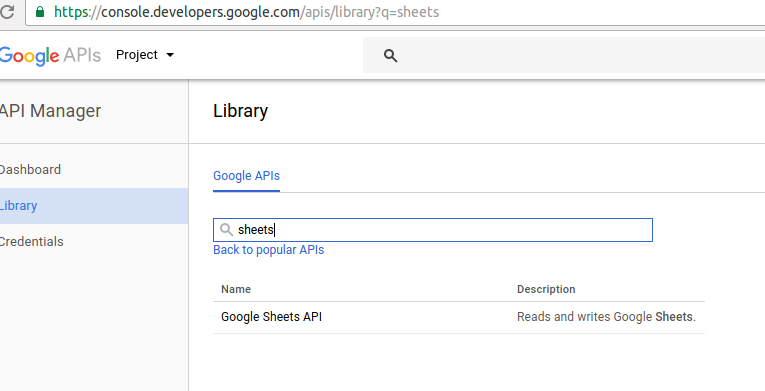 https://console.developers.google.com/apis/library?q=sheets
Google APIs Project
API Manager
Library
Dashboard
Library
Credentials
Google APIs
sheets
Back to popular APIs
Name Description
Google Sheets API Reads and writes Google Sheets.